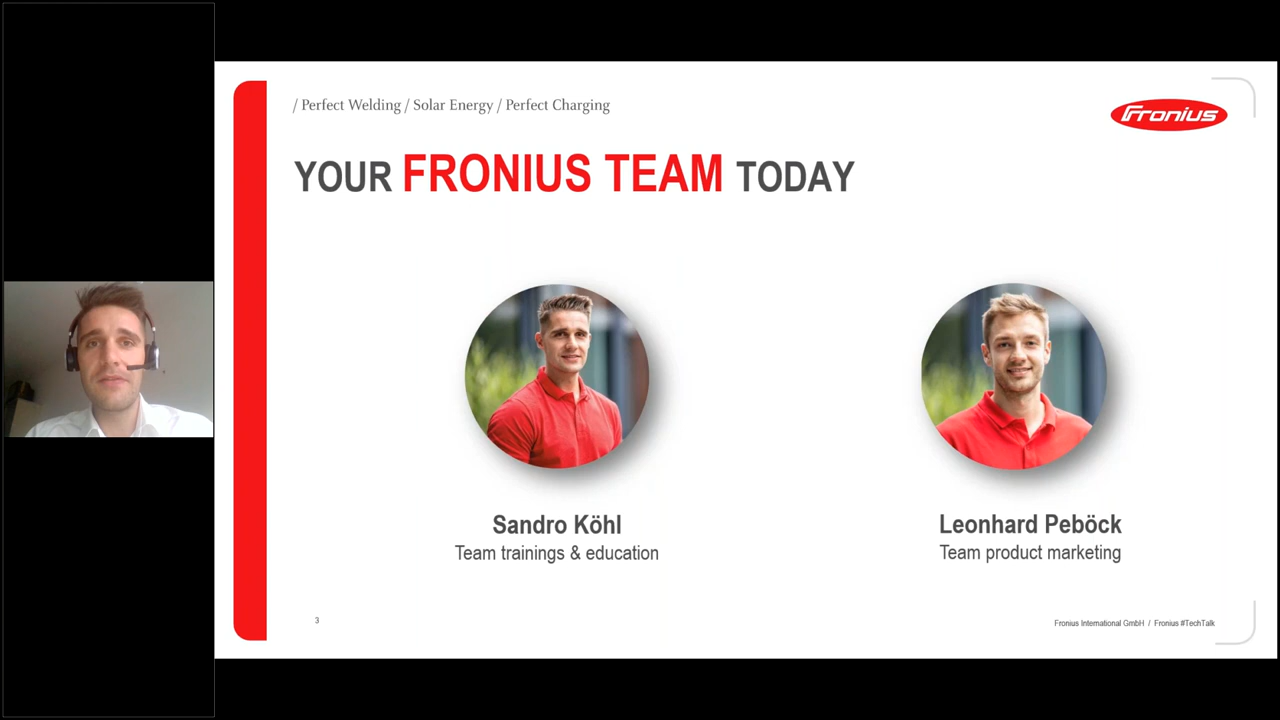 / Perfect Welding / Solar Energy / Perfect Charging
Fronius
YOUR FRONIUS TEAM TODAY
Sandro Köhl
Team trainings & education
Leonhard Peböck
Team product marketing
3
Fronius International GmbH / Fronius #TechTalk